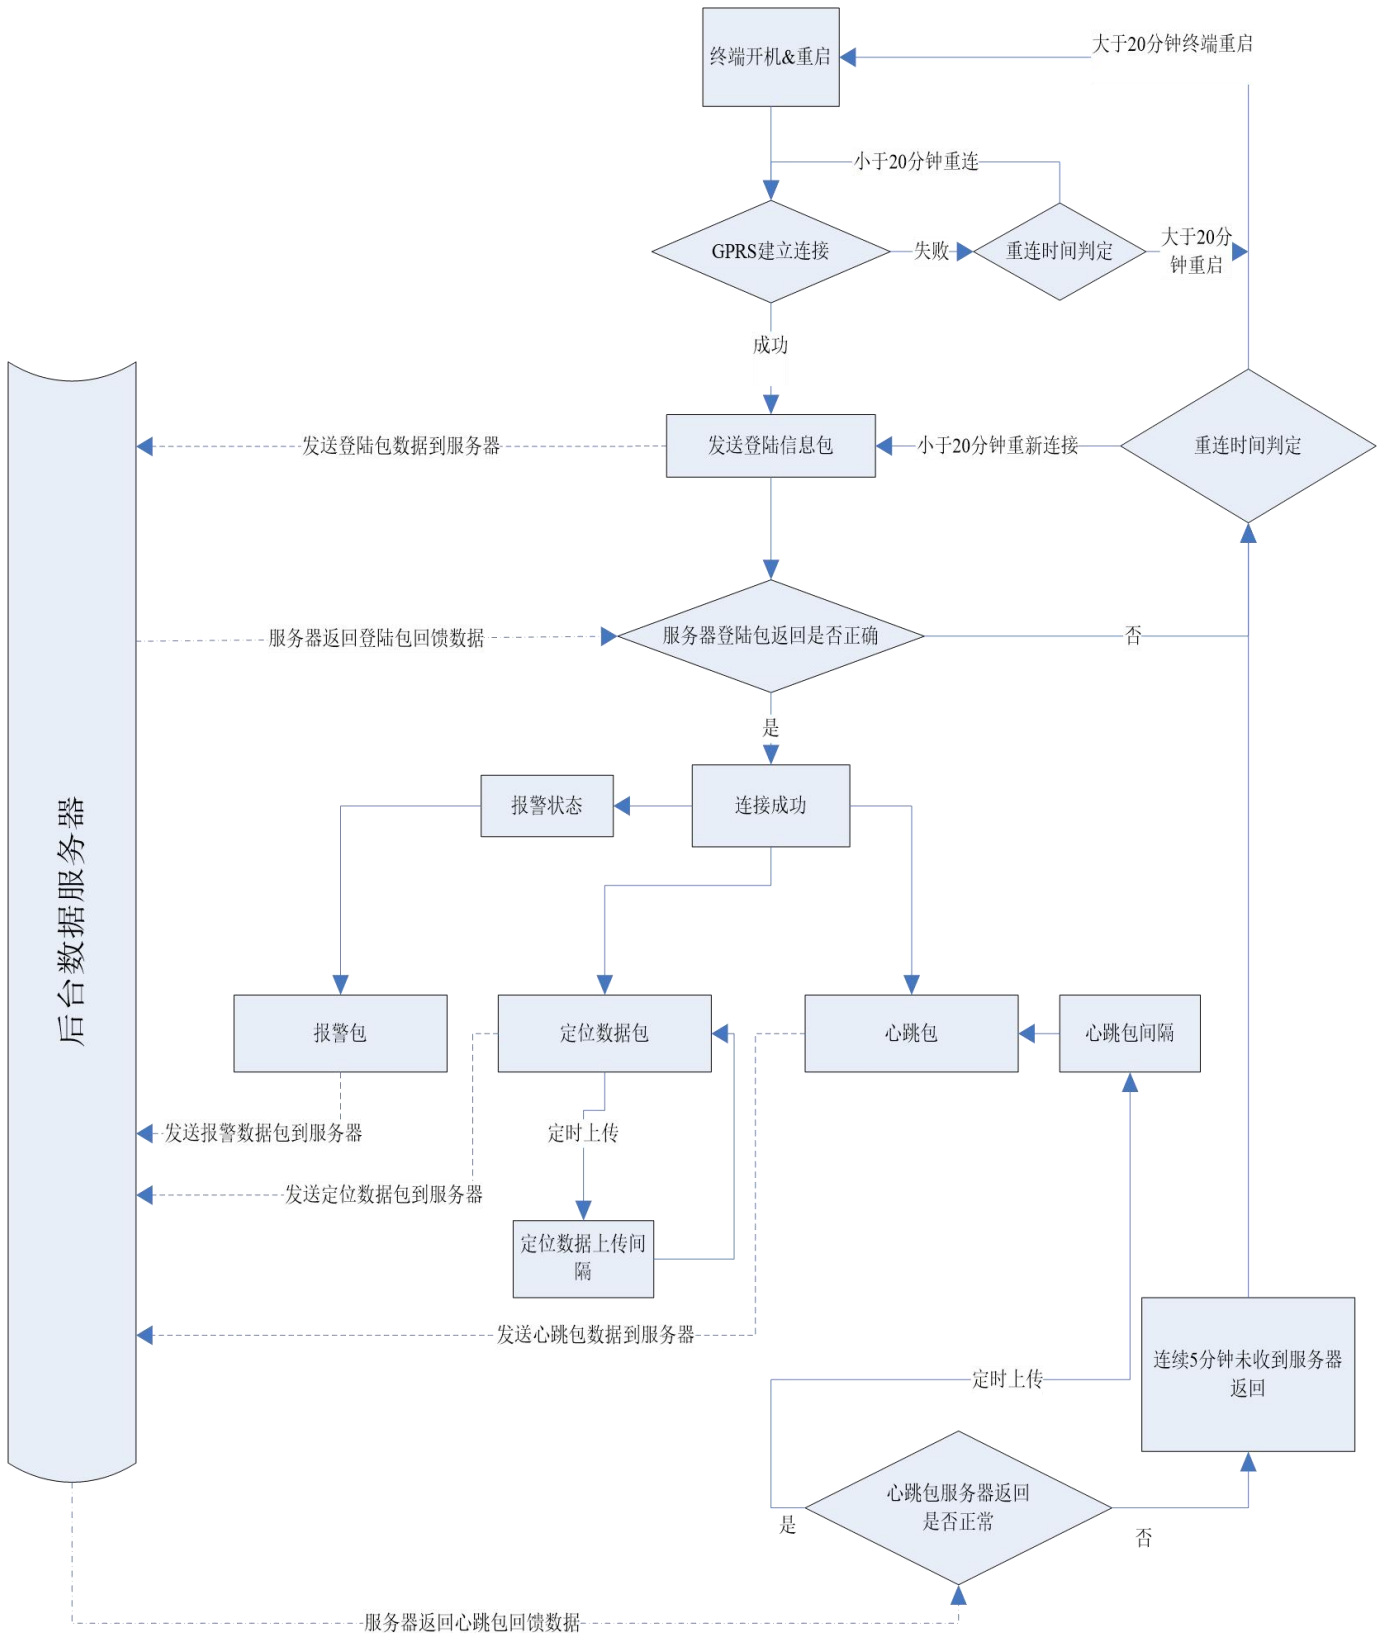 大于20分钟终端重启
终端开机&重启
小于20分钟重连
GPRS建立连接
失败
重连时间判定
大于20分
钟重启
成功
发送登陆包数据到服务器
发送登陆信息包
小于20分钟重新连接
重连时间判定
服务器返回登陆包回馈数据
服务器登陆包返回是否正确
否
是
报警状态
连接成功
后台数据服务器
报警包
定位数据包
心跳包
心跳包间隔
发送报警数据包到服务器
定时上传
发送定位数据包到服务器
定位数据上传间
隔
发送心跳包数据到服务器
连续5分钟未收到服务器
返回
定时上传
心跳包服务器返回
是否正常
是
否
服务器返回心跳包回馈数据